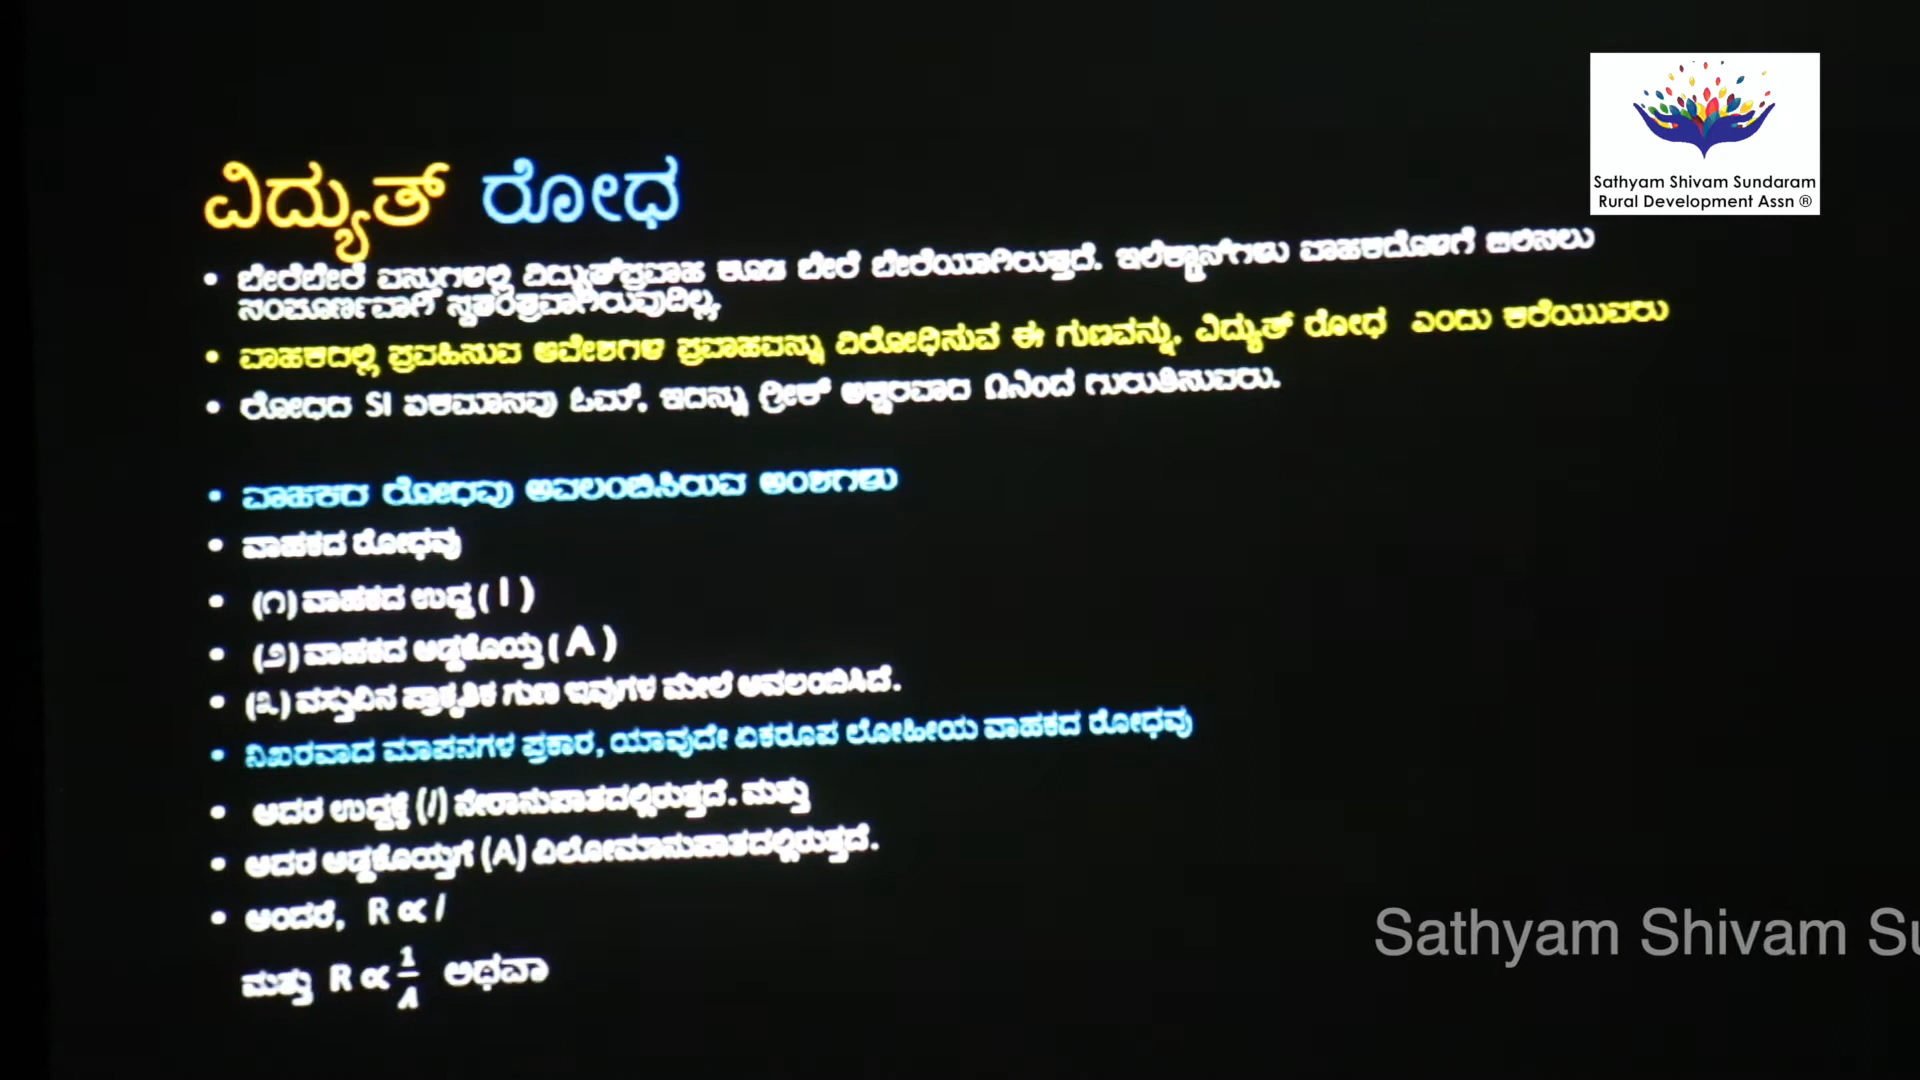 Sathyam Shivam Sundaram
Rural Development Assn ®
ವಿದ್ಯುತ್ ರೋಧ
• ಬೇರೆಬೇರೆ ವಸ್ತುಗಳಲ್ಲಿ ವಿದ್ಯುತ್‌ಪ್ರವಾಹ ಕೂಡ ಬೇರೆ ಬೇರೆಯಾಗಿರುತ್ತದೆ. ಇಲೆಕ್ಟ್ರಾನ್‌ಗಳು ವಾಹಕದೊಳಗೆ ಚಲಿಸಲು
ಸಂಪೂರ್ಣವಾಗಿ ಸ್ವತಂತ್ರವಾಗಿರುವುದಿಲ್ಲ.
• ವಾಹಕದಲ್ಲಿ ಪ್ರವಹಿಸುವ ಆವೇಶಗಳ ಪ್ರವಾಹವನ್ನು ವಿರೋಧಿಸುವ ಈ ಗುಣವನ್ನು. ವಿದ್ಯುತ್ ರೋಧ ಎಂದು ಕರೆಯುವರು
• ರೋಧದ SI ಏಕಮಾನವು ಓಮ್. ಇದನ್ನು ಗ್ರೀಕ್ ಅಕ್ಷರವಾದ Ωನಿಂದ ಗುರುತಿಸುವರು.
• ವಾಹಕದ ರೋಧವು ಅವಲಂಬಿಸಿರುವ ಅಂಶಗಳು
• ವಾಹಕದ ರೋಧವು
• (೧) ವಾಹಕದ ಉದ್ದ ( l )
• (೨) ವಾಹಕದ ಅಡ್ಡಕೊಯ್ತ ( A )
• (೩) ವಸ್ತುವಿನ ಪ್ರಾಕೃತಿಕ ಗುಣ ಇವುಗಳ ಮೇಲೆ ಅವಲಂಬಿಸಿದೆ.
• ನಿಖರವಾದ ಮಾಪನಗಳ ಪ್ರಕಾರ, ಯಾವುದೇ ಏಕರೂಪ ಲೋಹೀಯ ವಾಹಕದ ರೋಧವು
• ಅದರ ಉದ್ದಕ್ಕೆ (l) ನೇರಾನುಪಾತದಲ್ಲಿರುತ್ತದೆ. ಮತ್ತು
• ಅದರ ಅಡ್ಡಕೊಯ್ತಗೆ (A) ವಿಲೋಮಾನುಪಾತದಲ್ಲಿರುತ್ತದೆ.
• ಅಂದರೆ, R ∝ l
ಮತ್ತು R ∝ 1/A ಅಥವಾ
Sathyam Shivam Su